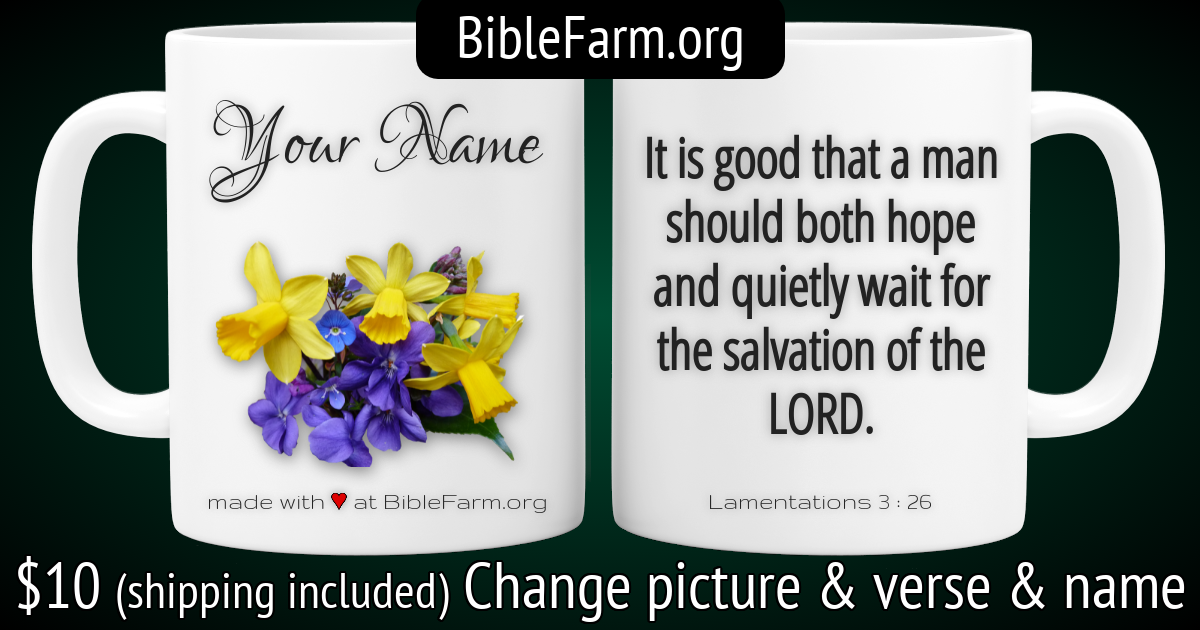 BibleFarm.org
Your Name
made with ♥ at BibleFarm.org
It is good that a man
should both hope
and quietly wait for
the salvation of the
LORD.
Lamentations 3 : 26
$10 (shipping included) Change picture & verse & name